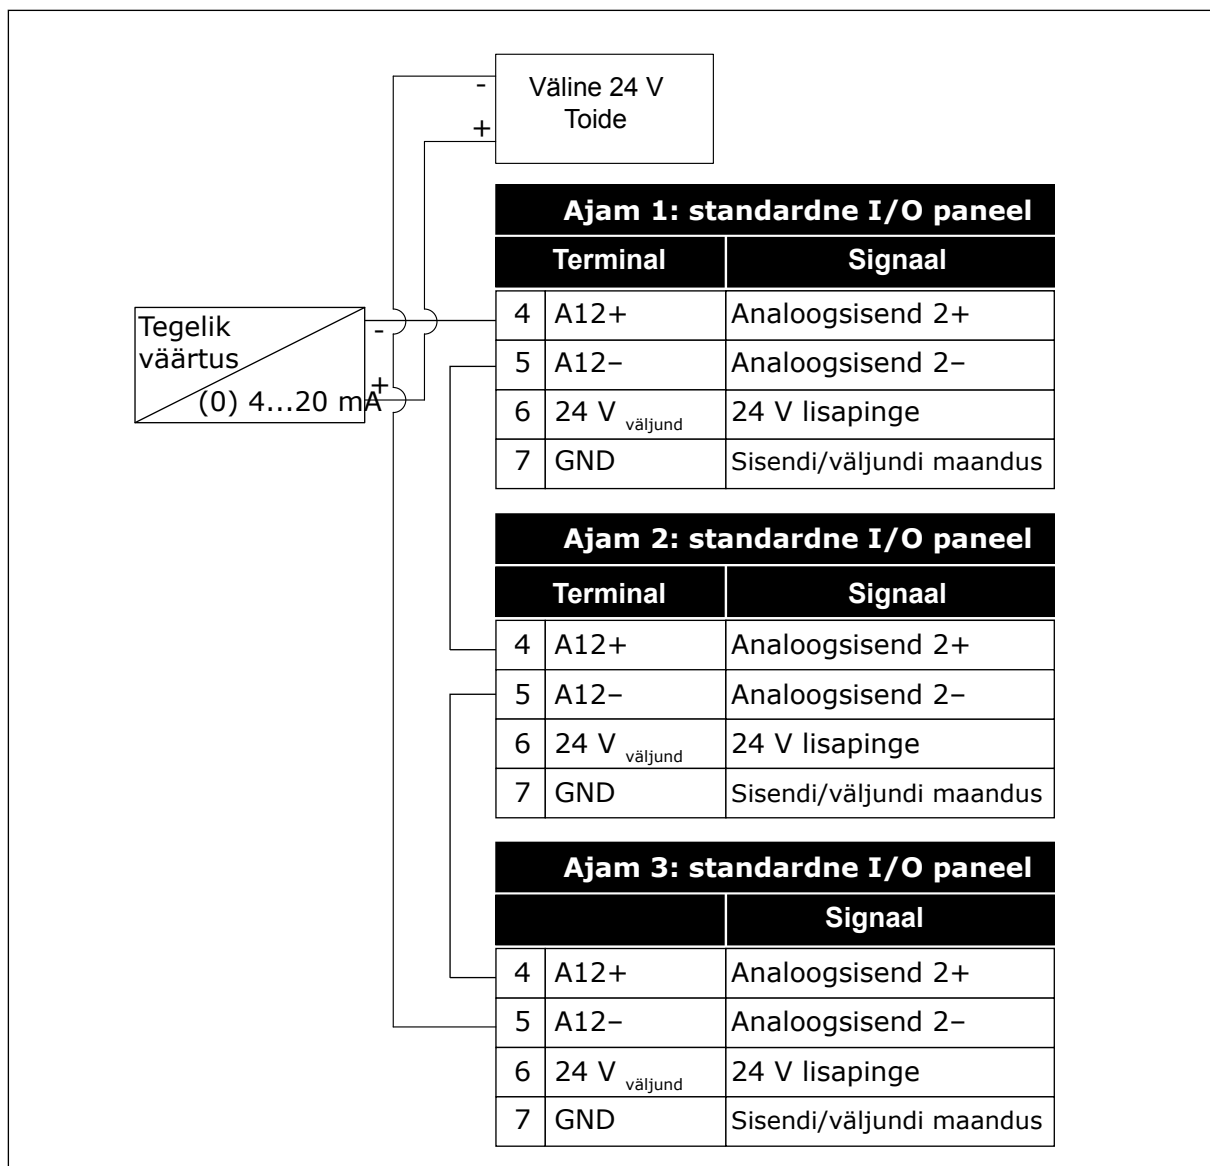 -
Väline 24 V
Toide
+
Ajam 1: standardne I/O paneel
Terminal Signaal
4 A12+ Analoogsisend 2+
5 A12– Analoogsisend 2–
6 24 V väljund 24 V lisapinge
7 GND Sisendi/väljundi maandus
Tegelik
väärtus
-
+
(0) 4...20 mA
Ajam 2: standardne I/O paneel
Terminal Signaal
4 A12+ Analoogsisend 2+
5 A12– Analoogsisend 2–
6 24 V väljund 24 V lisapinge
7 GND Sisendi/väljundi maandus
Ajam 3: standardne I/O paneel
Signaal
4 A12+ Analoogsisend 2+
5 A12– Analoogsisend 2–
6 24 V väljund 24 V lisapinge
7 GND Sisendi/väljundi maandus